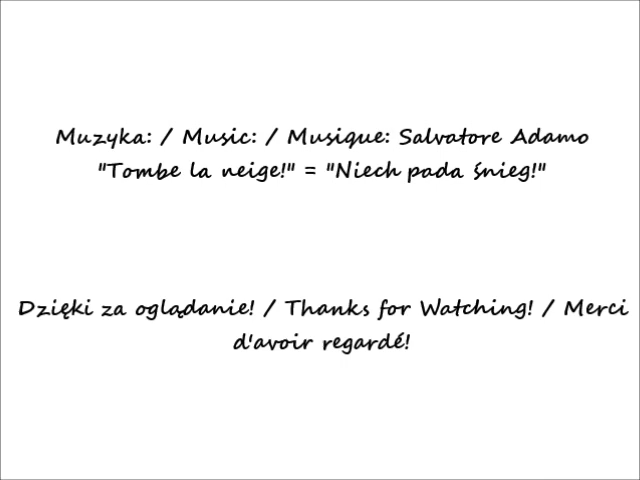 Muzyka: / Music: / Musique: Salvatore Adamo
"Tombe la neige!" = "Niech pada śnieg!"
Dzięki za oglądanie! / Thanks for Watching! / Merci
d'avoir regardé!